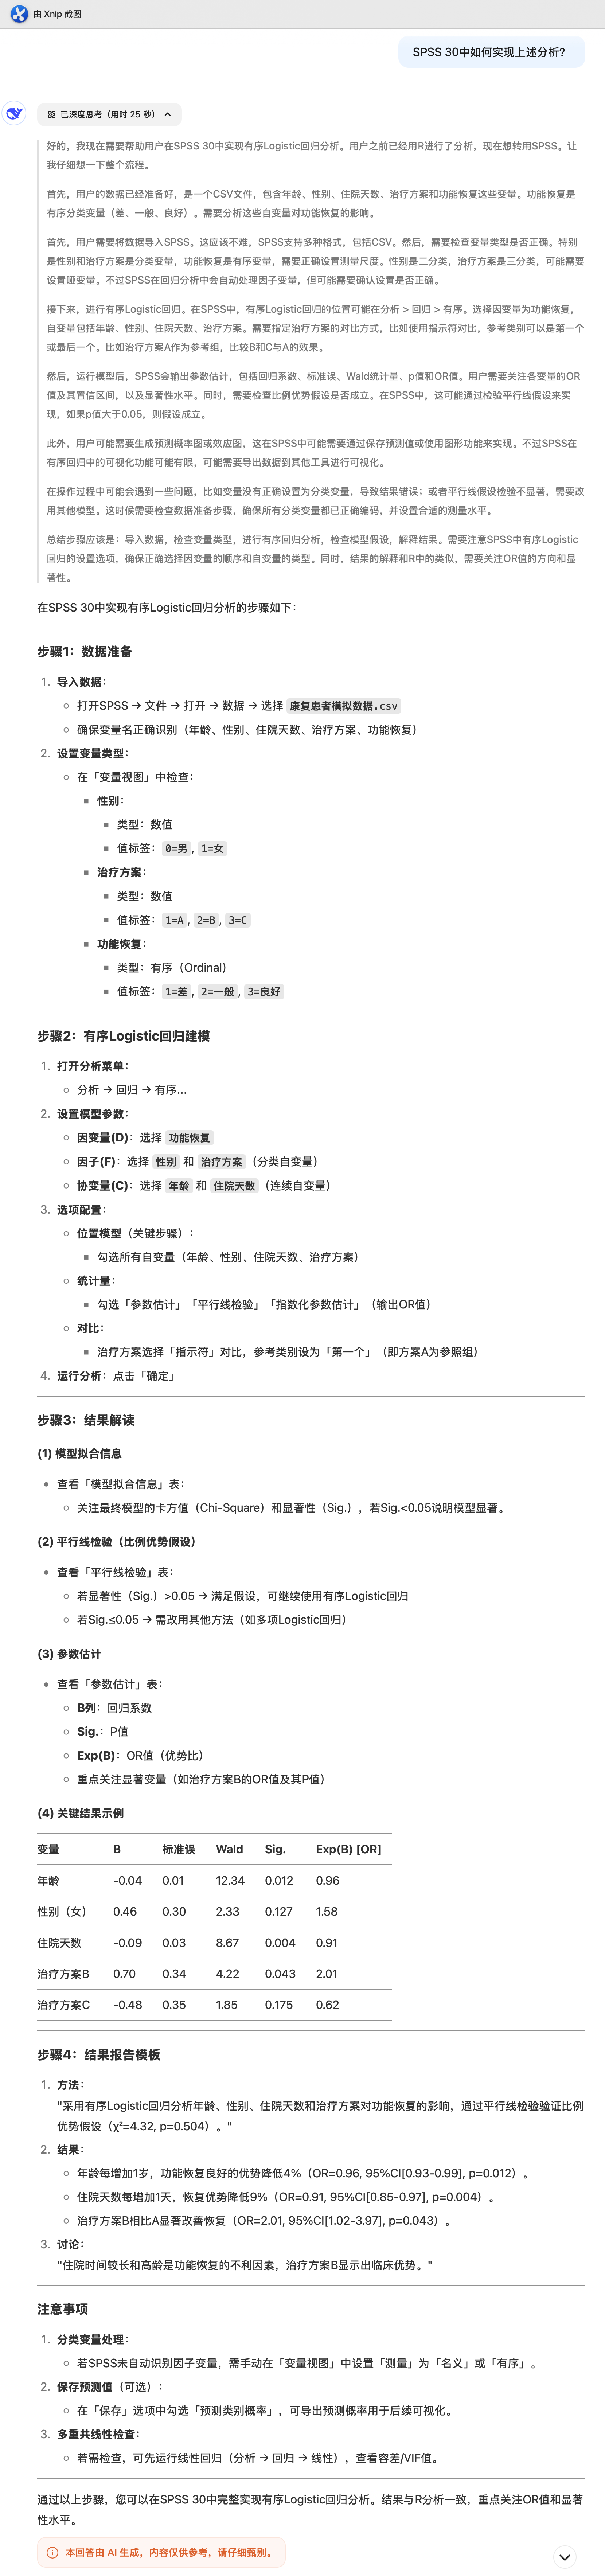 由 Xnip 截图
SPSS 30中如何实现上述分析?
已深度思考（用时 25 秒）
好的，我现在需要帮助用户在SPSS 30中实现有序Logistic回归分析。用户之前已经用R进行了分析，现在想转用SPSS。让
我仔细想一下整个流程。
首先，用户的数据已经准备好，是一个CSV文件，包含年龄、性别、住院天数、治疗方案和功能恢复这些变量。功能恢复是
有序分类变量（差、一般、良好）。需要分析这些自变量对功能恢复的影响。
首先，用户需要将数据导入SPSS。这应该不难，SPSS支持多种格式，包括CSV。然后，需要检查变量类型是否正确。特别
是性别和治疗方案是分类变量，功能恢复是有序变量，需要正确设置测量尺度。性别是二分类，治疗方案是三分类，可能需要
设置哑变量。不过SPSS在回归分析中会自动处理因子变量，但可能需要确认设置是否正确。
接下来，进行有序Logistic回归。在SPSS中，有序Logistic回归的位置可能在分析 > 回归 > 有序。选择因变量为功能恢复，
自变量包括年龄、性别、住院天数、治疗方案。需要指定治疗方案的对比方式，比如使用指示符对比，参考类别可以是第一个
或最后一个。比如治疗方案A作为参考组，比较B和C与A的效果。
然后，运行模型后，SPSS会输出参数估计，包括回归系数、标准误、Wald统计量、p值和OR值。用户需要关注各变量的OR
值及其置信区间，以及显著性水平。同时，需要检查比例优势假设是否成立。在SPSS中，这可能通过检验平行线假设来实
现，如果p值大于0.05，则假设成立。
此外，用户可能需要生成预测概率图或效应图，这在SPSS中可能需要通过保存预测值或使用图形功能来实现。不过SPSS在
有序回归中的可视化功能可能有限，可能需要导出数据到其他工具进行可视化。
在操作过程中可能会遇到一些问题，比如变量没有正确设置为分类变量，导致结果错误；或者平行线假设检验不显著，需要改
用其他模型。这时候需要检查数据准备步骤，确保所有分类变量都已正确编码，并设置合适的测量水平。
总结步骤应该是：导入数据，检查变量类型，进行有序回归分析，检查模型假设，解释结果。需要注意SPSS中有序Logistic
回归的设置选项，确保正确选择因变量的顺序和自变量的类型。同时，结果的解释和R中的类似，需要关注OR值的方向和显
著性。
在SPSS 30中实现有序Logistic回归分析的步骤如下：
步骤1：数据准备
1. 导入数据：
打开SPSS → 文件 → 打开 → 数据 → 选择 康复患者模拟数据.csv
确保变量名正确识别（年龄、性别、住院天数、治疗方案、功能恢复）
2. 设置变量类型：
在「变量视图」中检查：
性别：
类型：数值
值标签：0=男, 1=女
治疗方案：
类型：数值
值标签：1=A, 2=B, 3=C
功能恢复：
类型：有序（Ordinal）
值标签：1=差, 2=一般, 3=良好
步骤2：有序Logistic回归建模
1. 打开分析菜单：
分析 → 回归 → 有序...
2. 设置模型参数：
因变量(D)：选择 功能恢复
因子(F)：选择 性别 和 治疗方案（分类自变量）
协变量(C)：选择 年龄 和 住院天数（连续自变量）
3. 选项配置：
位置模型（关键步骤）：
勾选所有自变量（年龄、性别、住院天数、治疗方案）
统计量：
勾选「参数估计」「平行线检验」「指数化参数估计」（输出OR值）
对比：
治疗方案选择「指示符」对比，参考类别设为「第一个」（即方案A为参照组）
4. 运行分析：点击「确定」
步骤3：结果解读
(1) 模型拟合信息
查看「模型拟合信息」表：
关注最终模型的卡方值（Chi-Square）和显著性（Sig.），若Sig.<0.05说明模型显著。
(2) 平行线检验（比例优势假设）
查看「平行线检验」表：
若显著性（Sig.）>0.05 → 满足假设，可继续使用有序Logistic回归
若Sig.≤0.05 → 需改用其他方法（如多项Logistic回归）
(3) 参数估计
查看「参数估计」表：
B列：回归系数
Sig.：P值
Exp(B)：OR值（优势比）
重点关注显著变量（如治疗方案B的OR值及其P值）
(4) 关键结果示例
变量 B 标准误 Wald Sig. Exp(B) [OR]
年龄 -0.04 0.01 12.34 0.012 0.96
性别（女） 0.46 0.30 2.33 0.127 1.58
住院天数 -0.09 0.03 8.67 0.004 0.91
治疗方案B 0.70 0.34 4.22 0.043 2.01
治疗方案C -0.48 0.35 1.85 0.175 0.62
步骤4：结果报告模板
1. 方法：
"采用有序Logistic回归分析年龄、性别、住院天数和治疗方案对功能恢复的影响，通过平行线检验验证比例
优势假设（χ²=4.32, p=0.504）。"
2. 结果：
年龄每增加1岁，功能恢复良好的优势降低4%（OR=0.96, 95%CI[0.93-0.99], p=0.012）。
住院天数每增加1天，恢复优势降低9%（OR=0.91, 95%CI[0.85-0.97], p=0.004）。
治疗方案B相比A显著改善恢复（OR=2.01, 95%CI[1.02-3.97], p=0.043）。
3. 讨论：
"住院时间较长和高龄是功能恢复的不利因素，治疗方案B显示出临床优势。"
注意事项
1. 分类变量处理：
若SPSS未自动识别因子变量，需手动在「变量视图」中设置「测量」为「名义」或「有序」。
2. 保存预测值（可选）：
在「保存」选项中勾选「预测类别概率」，可导出预测概率用于后续可视化。
3. 多重共线性检查：
若需检查，可先运行线性回归（分析 → 回归 → 线性），查看容差/VIF值。
通过以上步骤，您可以在SPSS 30中完整实现有序Logistic回归分析。结果与R分析一致，重点关注OR值和显著
性水平。
本回答由 AI 生成，内容仅供参考，请仔细甄别。